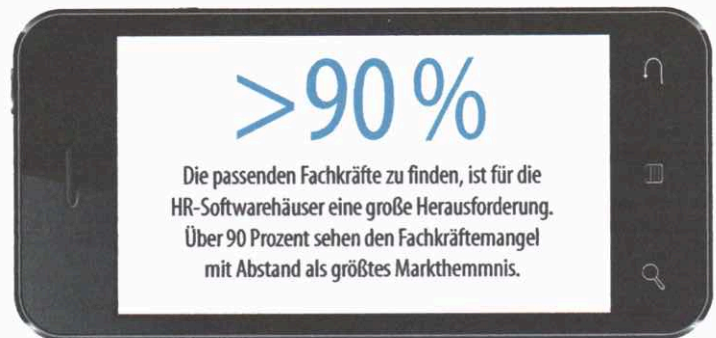 >90 %
Die passenden Fachkräfte zu finden, ist für die
HR-Softwarehäuser eine große Herausforderung.
Über 90 Prozent sehen den Fachkräftemangel
mit Abstand als größtes Markthemmnis.